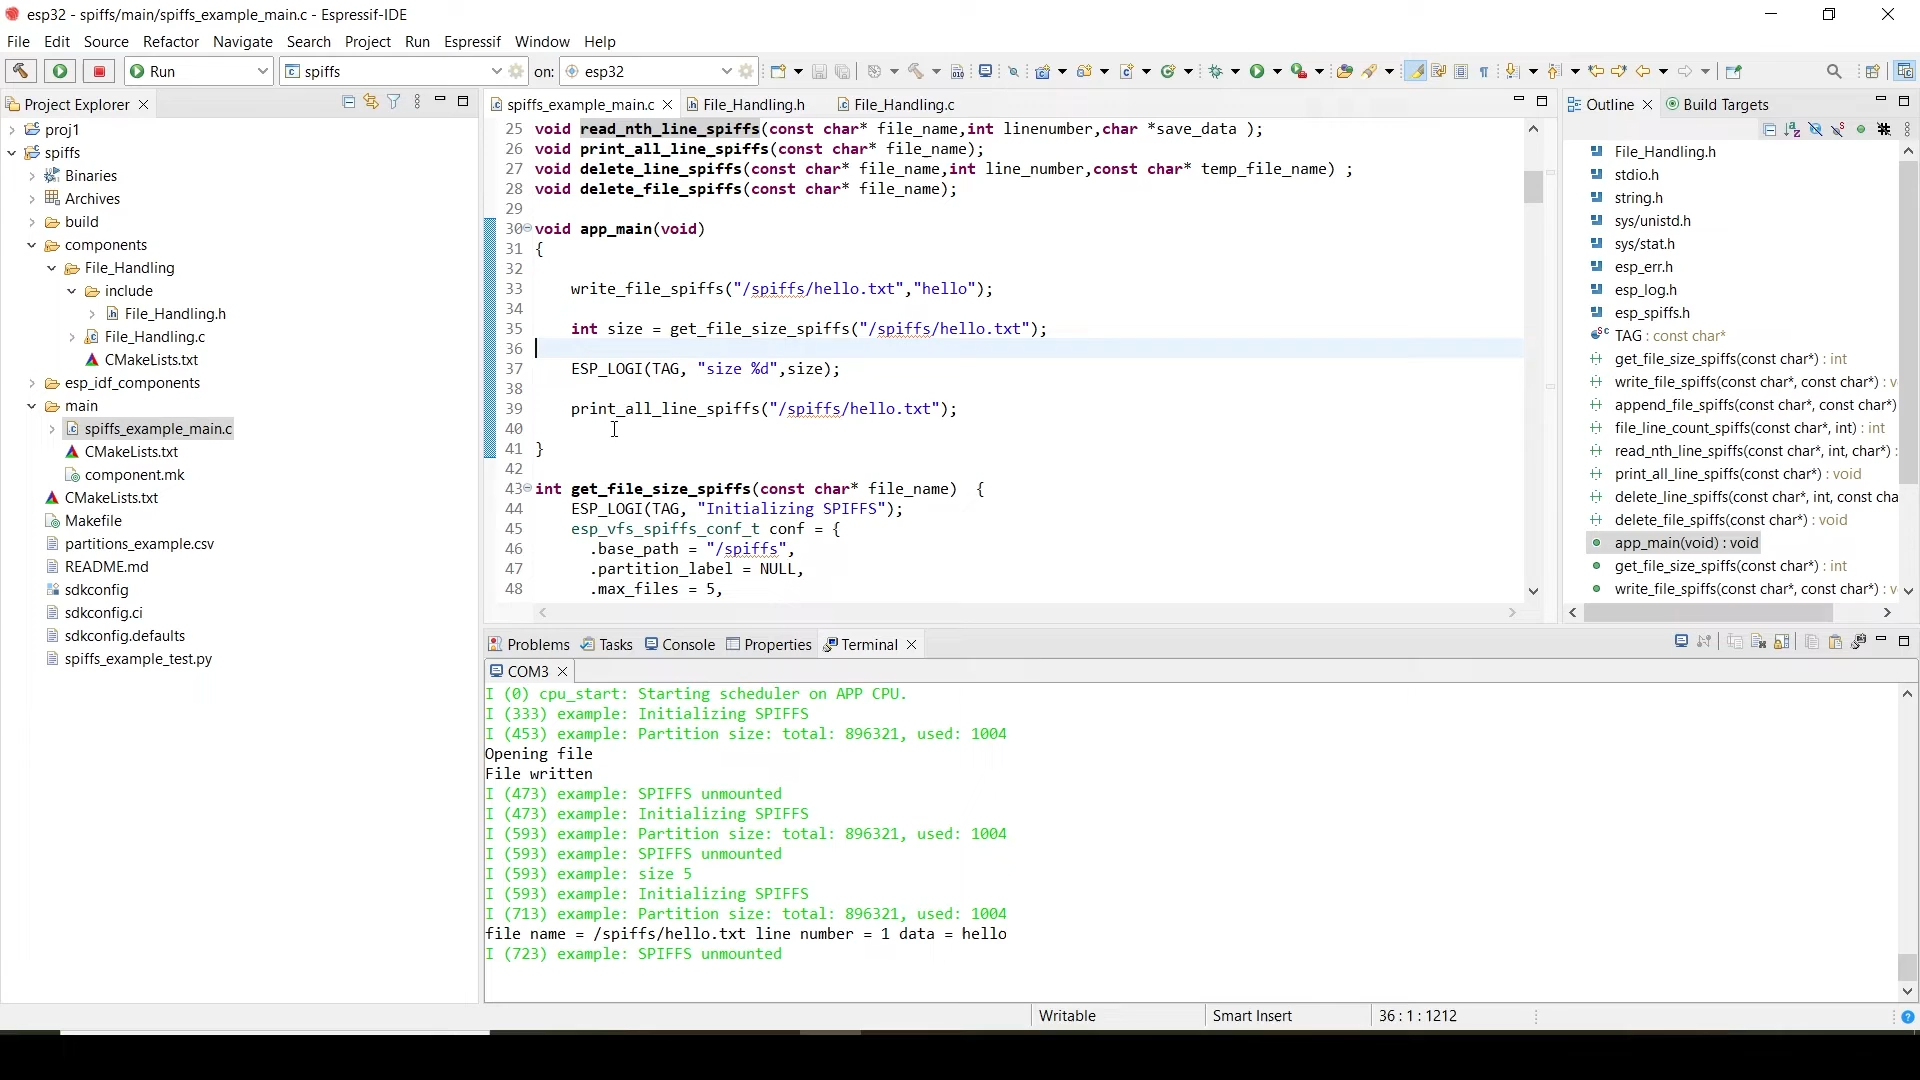 esp32 - spiffs/main/spiffs_example_main.c - Espressif-IDE
File Edit Source Refactor Navigate Search Project Run Espressif Window Help
Run spiffs on: esp32
Project Explorer
proj1
spiffs
Binaries
Archives
build
components
File_Handling
include
File_Handling.h
File_Handling.c
CMakeLists.txt
esp_idf_components
main
spiffs_example_main.c
CMakeLists.txt
component.mk
CMakeLists.txt
Makefile
partitions_example.csv
README.md
sdkconfig
sdkconfig.ci
sdkconfig.defaults
spiffs_example_test.py
spiffs_example_main.c File_Handling.h File_Handling.c
25 void read_nth_line_spiffs(const char* file_name,int linenumber,char *save_data );
26 void print_all_line_spiffs(const char* file_name);
27 void delete_line_spiffs(const char* file_name,int line_number,const char* temp_file_name) ;
28 void delete_file_spiffs(const char* file_name);
29
30 void app_main(void)
31 {
32
33 write_file_spiffs("/spiffs/hello.txt","hello");
34
35 int size = get_file_size_spiffs("/spiffs/hello.txt");
36
37 ESP_LOGI(TAG, "size %d",size);
38
39 print_all_line_spiffs("/spiffs/hello.txt");
40
41 }
42
43 int get_file_size_spiffs(const char* file_name) {
44 ESP_LOGI(TAG, "Initializing SPIFFS");
45 esp_vfs_spiffs_conf_t conf = {
46 .base_path = "/spiffs",
47 .partition_label = NULL,
48 .max_files = 5,
Outline Build Targets
File_Handling.h
stdio.h
string.h
sys/unistd.h
sys/stat.h
esp_err.h
esp_log.h
esp_spiffs.h
TAG : const char*
get_file_size_spiffs(const char*) : int
write_file_spiffs(const char*, const char*) : v
append_file_spiffs(const char*, const char*)
file_line_count_spiffs(const char*, int) : int
read_nth_line_spiffs(const char*, int, char*) :
print_all_line_spiffs(const char*) : void
delete_line_spiffs(const char*, int, const cha
delete_file_spiffs(const char*) : void
app_main(void) : void
get_file_size_spiffs(const char*) : int
write_file_spiffs(const char*, const char*) : v
Problems Tasks Console Properties Terminal
COM3
I (0) cpu_start: Starting scheduler on APP CPU.
I (333) example: Initializing SPIFFS
I (453) example: Partition size: total: 896321, used: 1004
Opening file
File written
I (473) example: SPIFFS unmounted
I (473) example: Initializing SPIFFS
I (593) example: Partition size: total: 896321, used: 1004
I (593) example: SPIFFS unmounted
I (593) example: size 5
I (593) example: Initializing SPIFFS
I (713) example: Partition size: total: 896321, used: 1004
file name = /spiffs/hello.txt line number = 1 data = hello
I (723) example: SPIFFS unmounted
Writable Smart Insert 36 : 1 : 1212